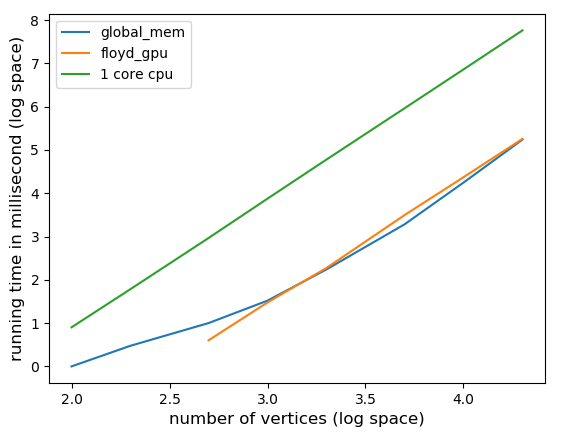 8
7
6
5
4
3
2
1
0
running time in millisecond (log space)
global_mem
floyd_gpu
1 core cpu
2.0 2.5 3.0 3.5 4.0
number of vertices (log space)